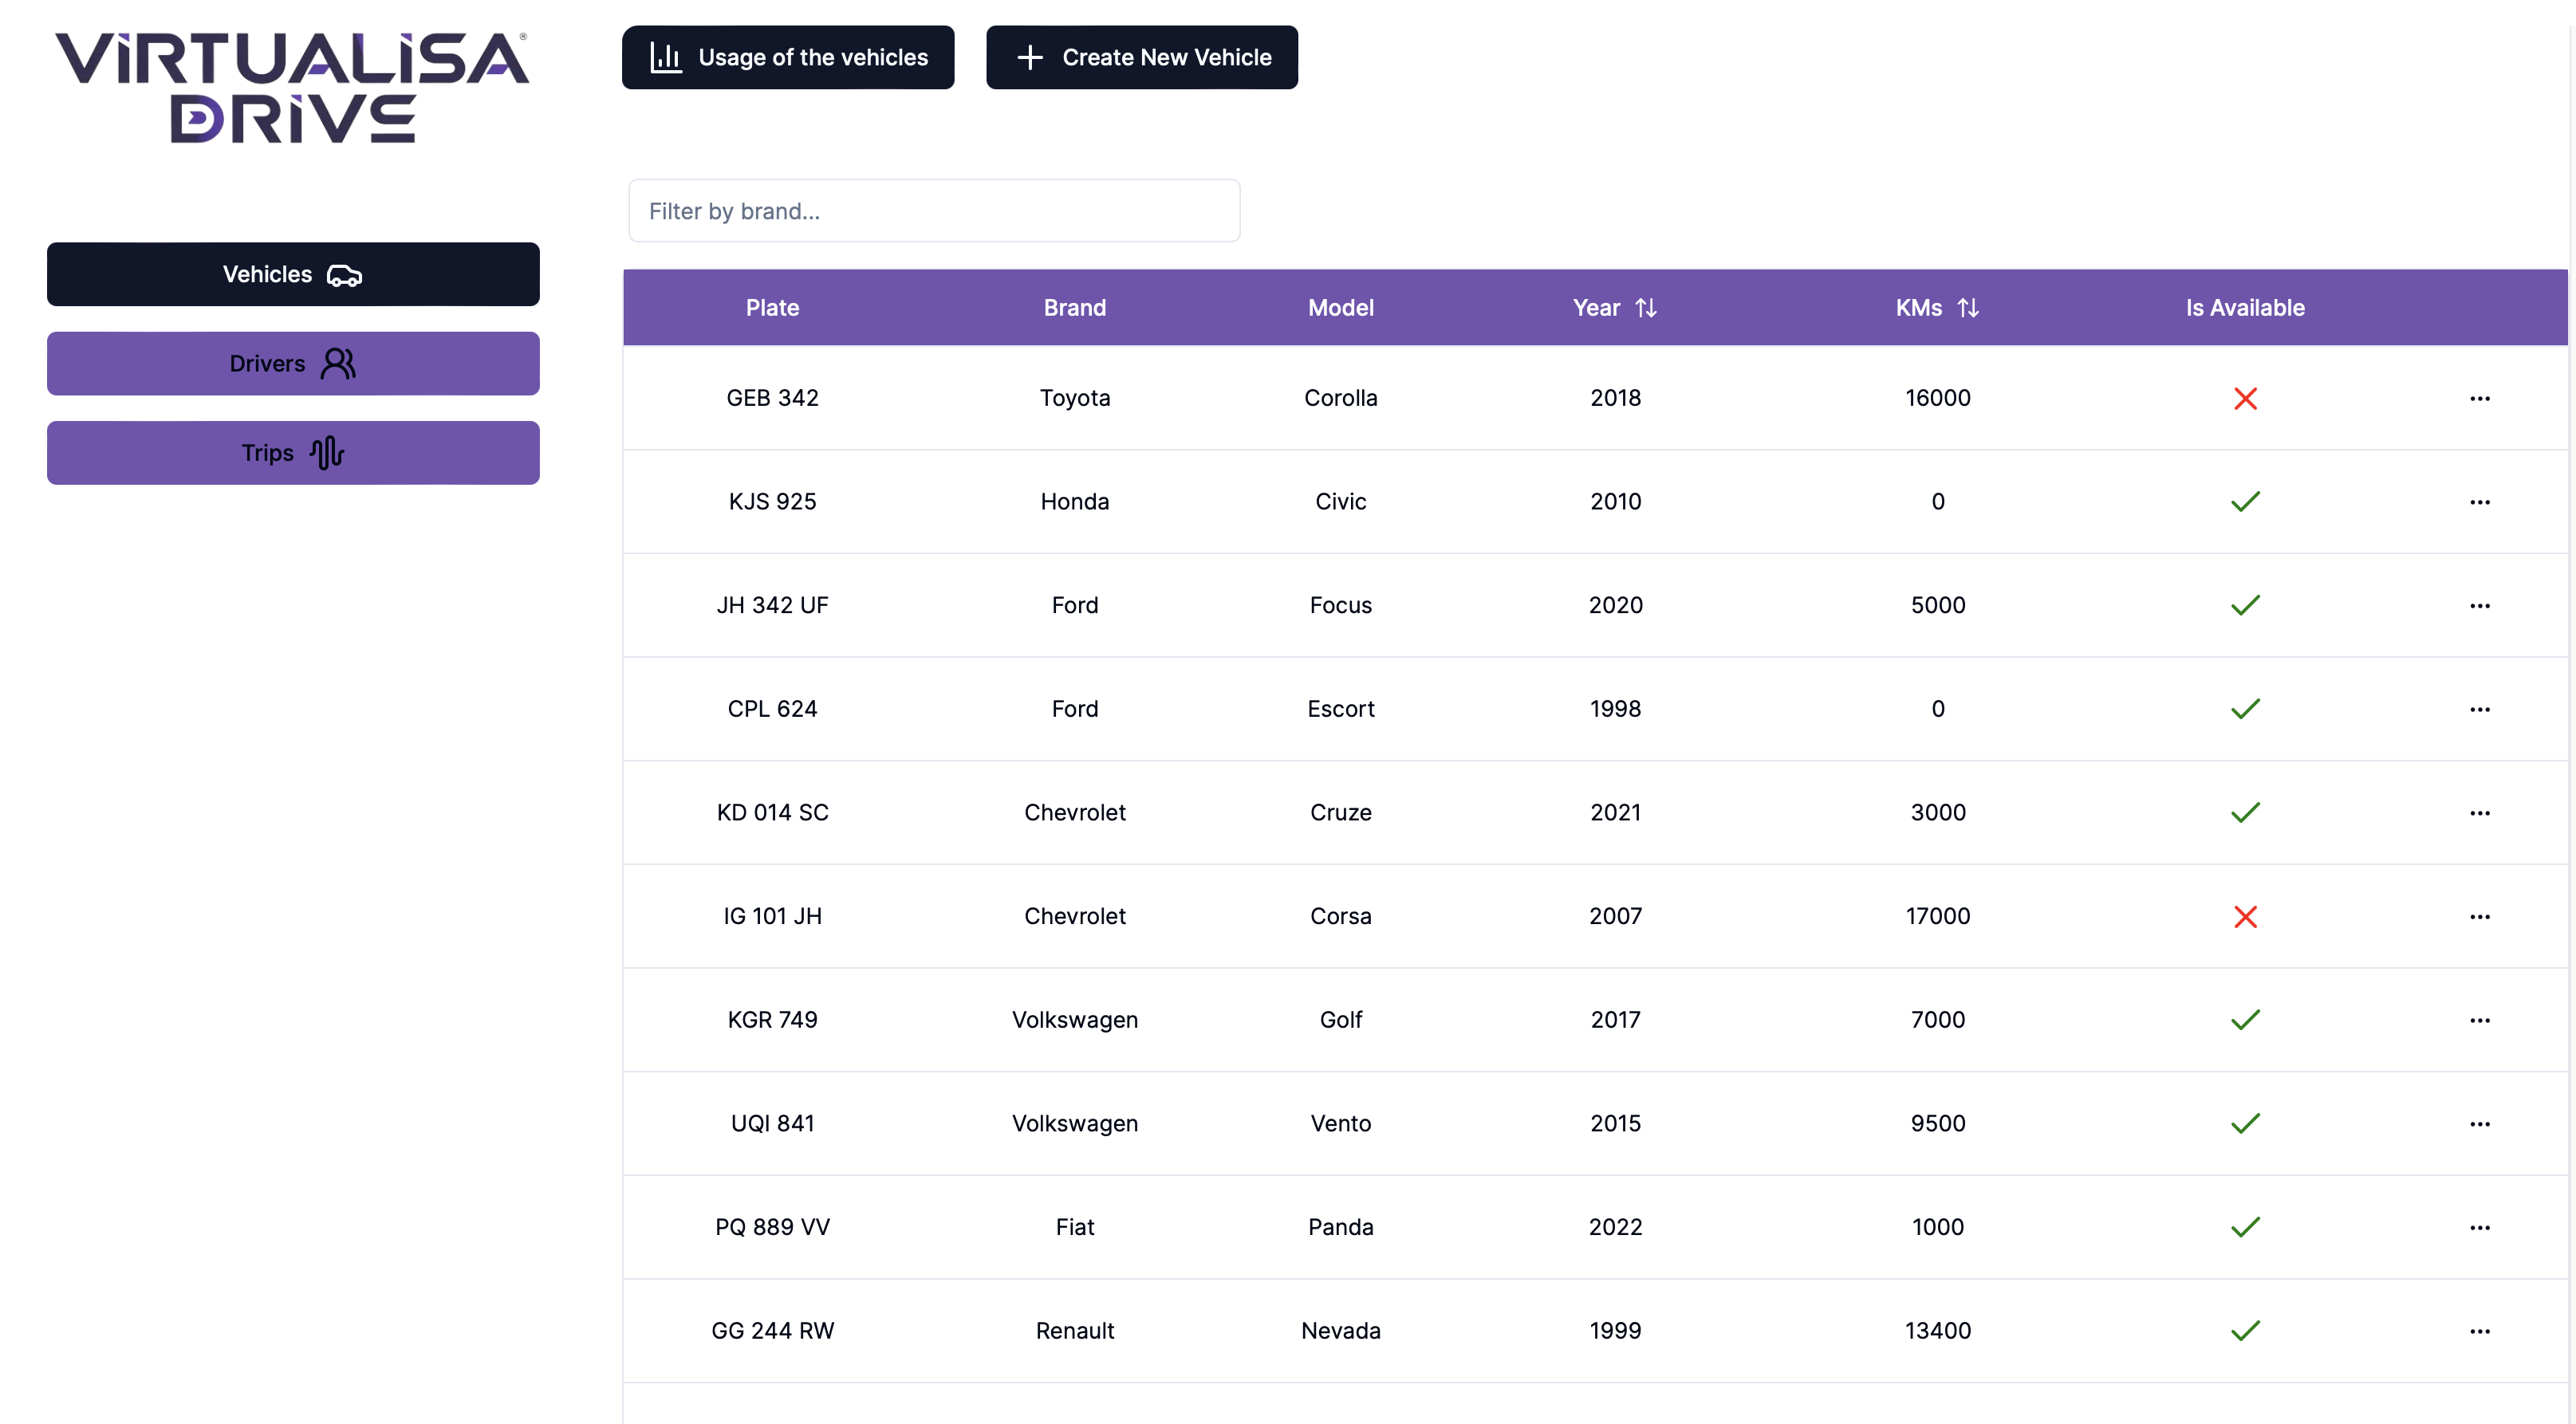 VIRTUALISA®
DRIVE
Usage of the vehicles
Create New Vehicle
Filter by brand...
Vehicles
Drivers
Trips
Plate Brand Model Year KMs Is Available
GEB 342 Toyota Corolla 2018 16000
KJS 925 Honda Civic 2010 0
JH 342 UF Ford Focus 2020 5000
CPL 624 Ford Escort 1998 0
KD 014 SC Chevrolet Cruze 2021 3000
IG 101 JH Chevrolet Corsa 2007 17000
KGR 749 Volkswagen Golf 2017 7000
UQI 841 Volkswagen Vento 2015 9500
PQ 889 VV Fiat Panda 2022 1000
GG 244 RW Renault Nevada 1999 13400